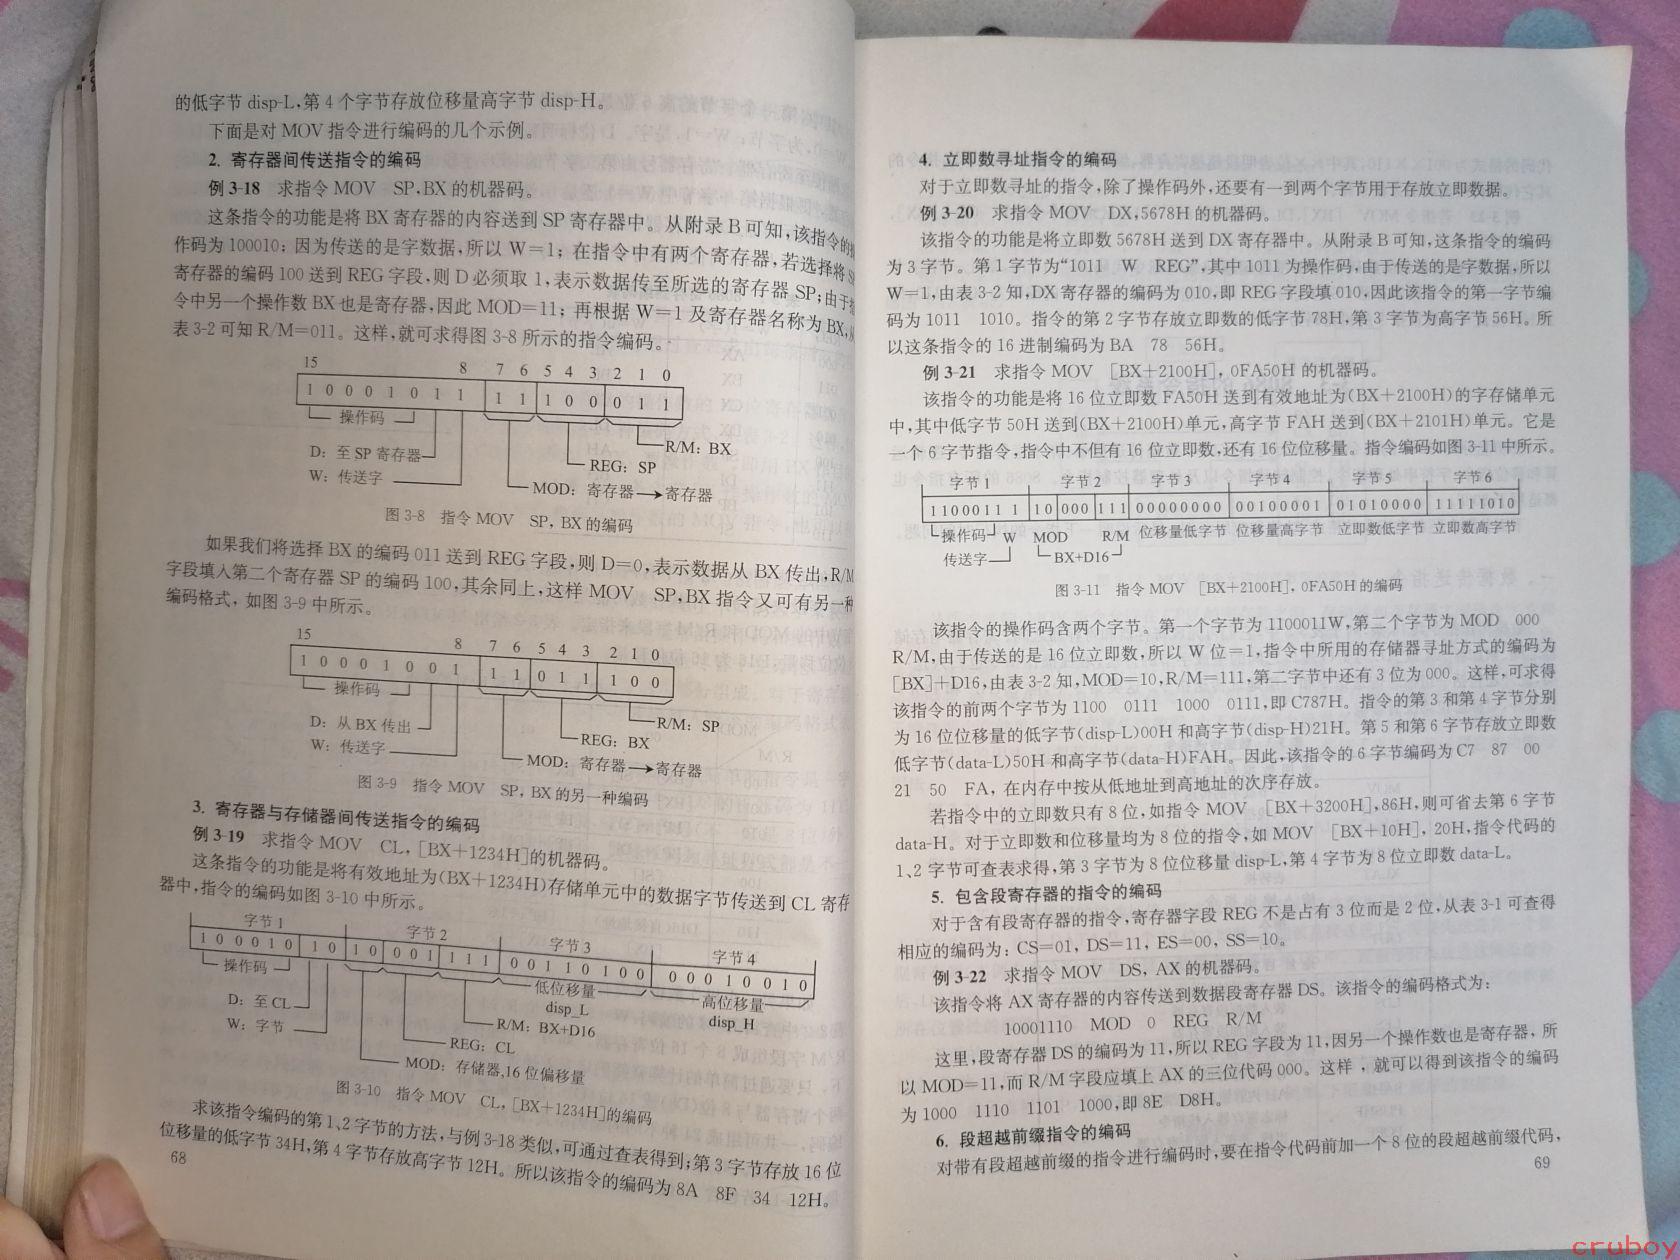 的低字节 disp-L,第 4 个字节存放位移量高字节 disp-H。
下面是对 MOV 指令进行编码的几个示例。
2. 寄存器间传送指令的编码
例 3-18 求指令 MOV SP,BX 的机器码。
这条指令的功能是将 BX 寄存器的内容送到 SP 寄存器中。从附录 B 可知,该指令的
作码为 100010; 因为传送的是字数据,所以 W=1; 在指令中有两个寄存器,若选择将
寄存器的编码 100 送到 REG 字段,则 D 必须取 1,表示数据传至所选的寄存器 SP;由于
令中另一个操作数 BX 也是寄存器,因此 MOD=11; 再根据 W=1 及寄存器名称为 BX,
表 3-2 可知 R/M=011。这样,就可求得图 3-8 所示的指令编码。
15 8 7 6 5 4 3 2 1 0
1 0 0 0 1 0 1 1 1 1 1 0 0 0 1 1
操作码
D: 至 SP 寄存器
W: 传送字
R/M: BX
REG: SP
MOD: 寄存器→寄存器
图 3-8 指令 MOV SP, BX 的编码
如果我们将选择 BX 的编码 011 送到 REG 字段,则 D=0,表示数据从 BX 传出,R/M
字段填入第二个寄存器 SP 的编码 100,其余同上,这样 MOV SP,BX 指令又可有另一种
编码格式, 如图 3-9 中所示。
15 8 7 6 5 4 3 2 1 0
1 0 0 0 1 0 0 1 1 1 0 1 1 1 0 0
操作码
D: 从 BX 传出
W: 传送字
R/M: SP
REG: BX
MOD: 寄存器→寄存器
图 3-9 指令 MOV SP, BX 的另一种编码
3. 寄存器与存储器间传送指令的编码
例 3-19 求指令 MOV CL, [BX+1234H]的机器码。
这条指令的功能是将有效地址为(BX+1234H)存储单元中的数据字节传送到 CL 寄存
器中,指令的编码如图 3-10 中所示。
字节 1 字节 2 字节 3 字节 4
1 0 0 0 1 0 1 0 1 0 0 0 1 1 1 1 0 0 1 1 0 1 0 0 0 0 0 1 0 0 1 0
操作码
D: 至 CL
W: 字节
低位移量
disp_L
高位移量
disp_H
R/M: BX+D16
REG: CL
MOD: 存储器,16 位偏移量
图 3-10 指令 MOV CL, [BX+1234H]的编码
求该指令编码的第 1、2 字节的方法,与例 3-18 类似,可通过查表得到;第 3 字节存放 16 位
位移量的低字节 34H,第 4 字节存放高字节 12H。所以该指令的编码为 8A 8F 34 12H。
68
4. 立即数寻址指令的编码
对于立即数寻址的指令,除了操作码外,还要有一到两个字节用于存放立即数据。
例 3-20 求指令 MOV DX,5678H 的机器码。
该指令的功能是将立即数 5678H 送到 DX 寄存器中。从附录 B 可知,这条指令的编码
为 3 字节。第 1 字节为“1011 W REG”,其中 1011 为操作码,由于传送的是字数据,所以
W=1,由表 3-2 知,DX 寄存器的编码为 010,即 REG 字段填 010,因此该指令的第一字节编
码为 1011 1010。指令的第 2 字节存放立即数的低字节 78H,第 3 字节为高字节 56H。所
以这条指令的 16 进制编码为 BA 78 56H。
例 3-21 求指令 MOV [BX+2100H], 0FA50H 的机器码。
该指令的功能是将 16 位立即数 FA50H 送到有效地址为(BX+2100H)的字存储单元
中,其中低字节 50H 送到(BX+2100H)单元,高字节 FAH 送到(BX+2101H)单元。它是
一个 6 字节指令,指令中不但有 16 位立即数,还有 16 位位移量。指令编码如图 3-11 中所示。
字节 1 字节 2 字节 3 字节 4 字节 5 字节 6
1100011 1 10 000 111 00000000 00100001 01010000 11111010
操作码 W MOD R/M 位移量低字节 位移量高字节 立即数低字节 立即数高字节
传送字 BX+D16
图 3-11 指令 MOV [BX+2100H], 0FA50H 的编码
该指令的操作码含两个字节。第一个字节为 1100011W,第二个字节为 MOD 000
R/M,由于传送的是 16 位立即数,所以 W 位=1,指令中所用的存储器寻址方式的编码为
[BX]+D16,由表 3-2 知,MOD=10,R/M=111,第二字节中还有 3 位为 000。这样,可求得
该指令的前两个字节为 1100 0111 1000 0111,即 C787H。指令的第 3 和第 4 字节分别
为 16 位位移量的低字节(disp-L)00H 和高字节(disp-H)21H。第 5 和第 6 字节存放立即数
低字节(data-L)50H 和高字节(data-H)FAH。因此,该指令的 6 字节编码为 C7 87 00
21 50 FA, 在内存中按从低地址到高地址的次序存放。
若指令中的立即数只有 8 位,如指令 MOV [BX+3200H],86H,则可省去第 6 字节
data-H。对于立即数和位移量均为 8 位的指令,如 MOV [BX+10H], 20H,指令代码的
1、2 字节可查表求得,第 3 字节为 8 位位移量 disp-L,第 4 字节为 8 位立即数 data-L。
5. 包含段寄存器的指令的编码
对于含有段寄存器的指令,寄存器字段 REG 不是占有 3 位而是 2 位,从表 3-1 可查得
相应的编码为: CS=01, DS=11, ES=00, SS=10。
例 3-22 求指令 MOV DS, AX 的机器码。
该指令将 AX 寄存器的内容传送到数据段寄存器 DS。该指令的编码格式为:
10001110 MOD 0 REG R/M
这里,段寄存器 DS 的编码为 11,所以 REG 字段为 11,因另一个操作数也是寄存器, 所
以 MOD=11,而 R/M 字段应填上 AX 的三位代码 000。这样, 就可以得到该指令的编码
为 1000 1110 1101 1000,即 8E D8H。
6. 段超越前缀指令的编码
对带有段超越前缀的指令进行编码时,要在指令代码前加一个 8 位的段超越前缀代码,
69
cruboy